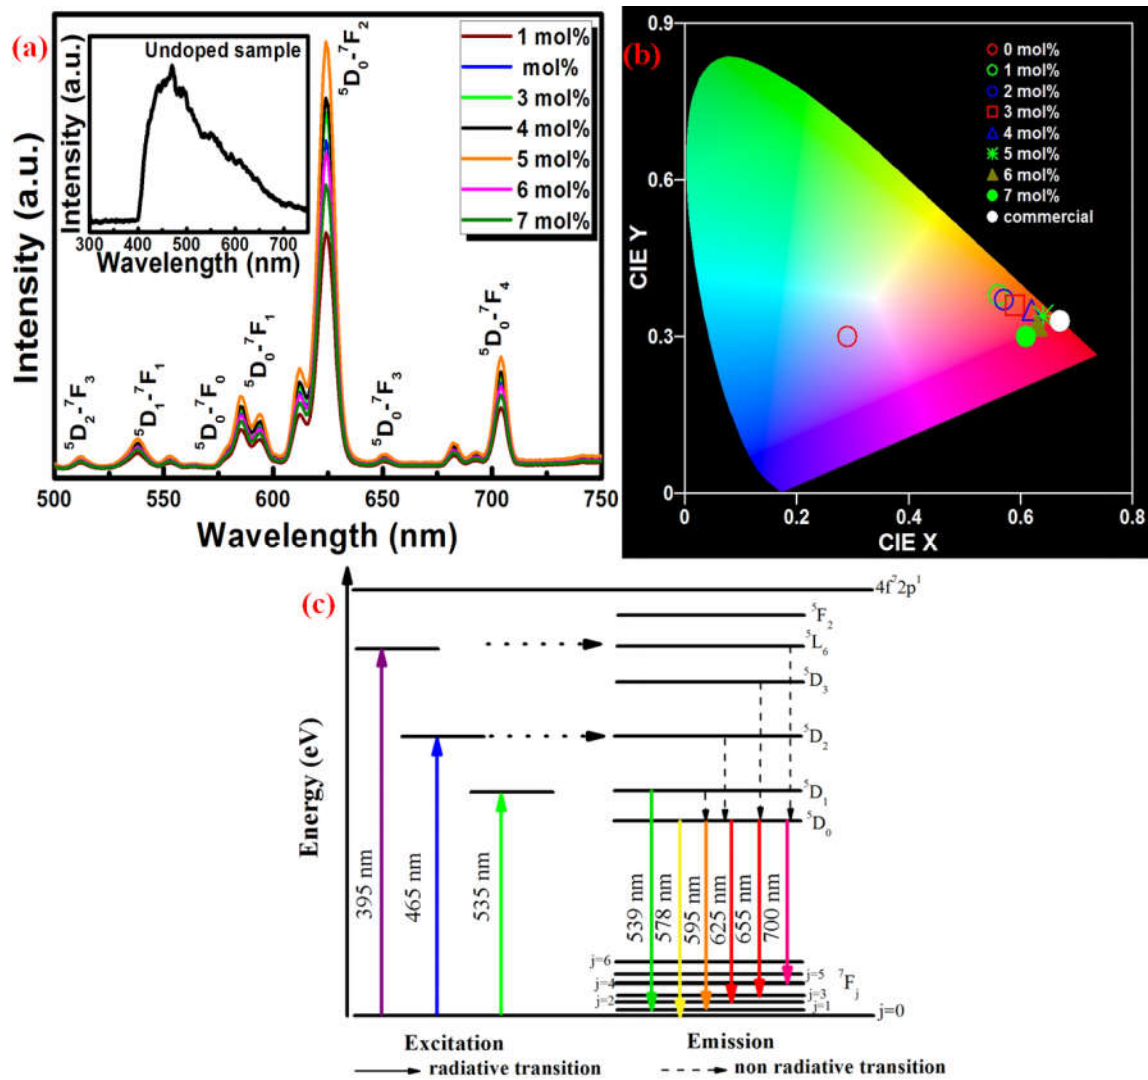 (a)
Undoped sample
Intensity (a.u.)
300 400 500 600 700
Wavelength (nm)
1 mol%
mol%
3 mol%
4 mol%
5 mol%
6 mol%
7 mol%
Intensity (a.u.)
⁵D₂-⁷F₃
⁵D₁-⁷F₁
⁵D₀-⁷F₀
⁵D₀-⁷F₁
⁵D₀-⁷F₂
⁵D₀-⁷F₃
⁵D₀-⁷F₄
500 550 600 650 700 750
Wavelength (nm)
(b)
0.9
0.6
0.3
0
CIE Y
0 mol%
1 mol%
2 mol%
3 mol%
4 mol%
5 mol%
6 mol%
7 mol%
commercial
0 0.2 0.4 0.6 0.8
CIE X
(c)
Energy (eV)
4f⁷2p¹
⁵F₂
⁵L₆
⁵D₃
⁵D₂
⁵D₁
⁵D₀
395 nm
465 nm
535 nm
539 nm
578 nm
595 nm
625 nm
655 nm
700 nm
j=6
j=5 ⁷Fⱼ
j=4
j=3
j=2
j=1
j=0
Excitation Emission
radiative transition non radiative transition